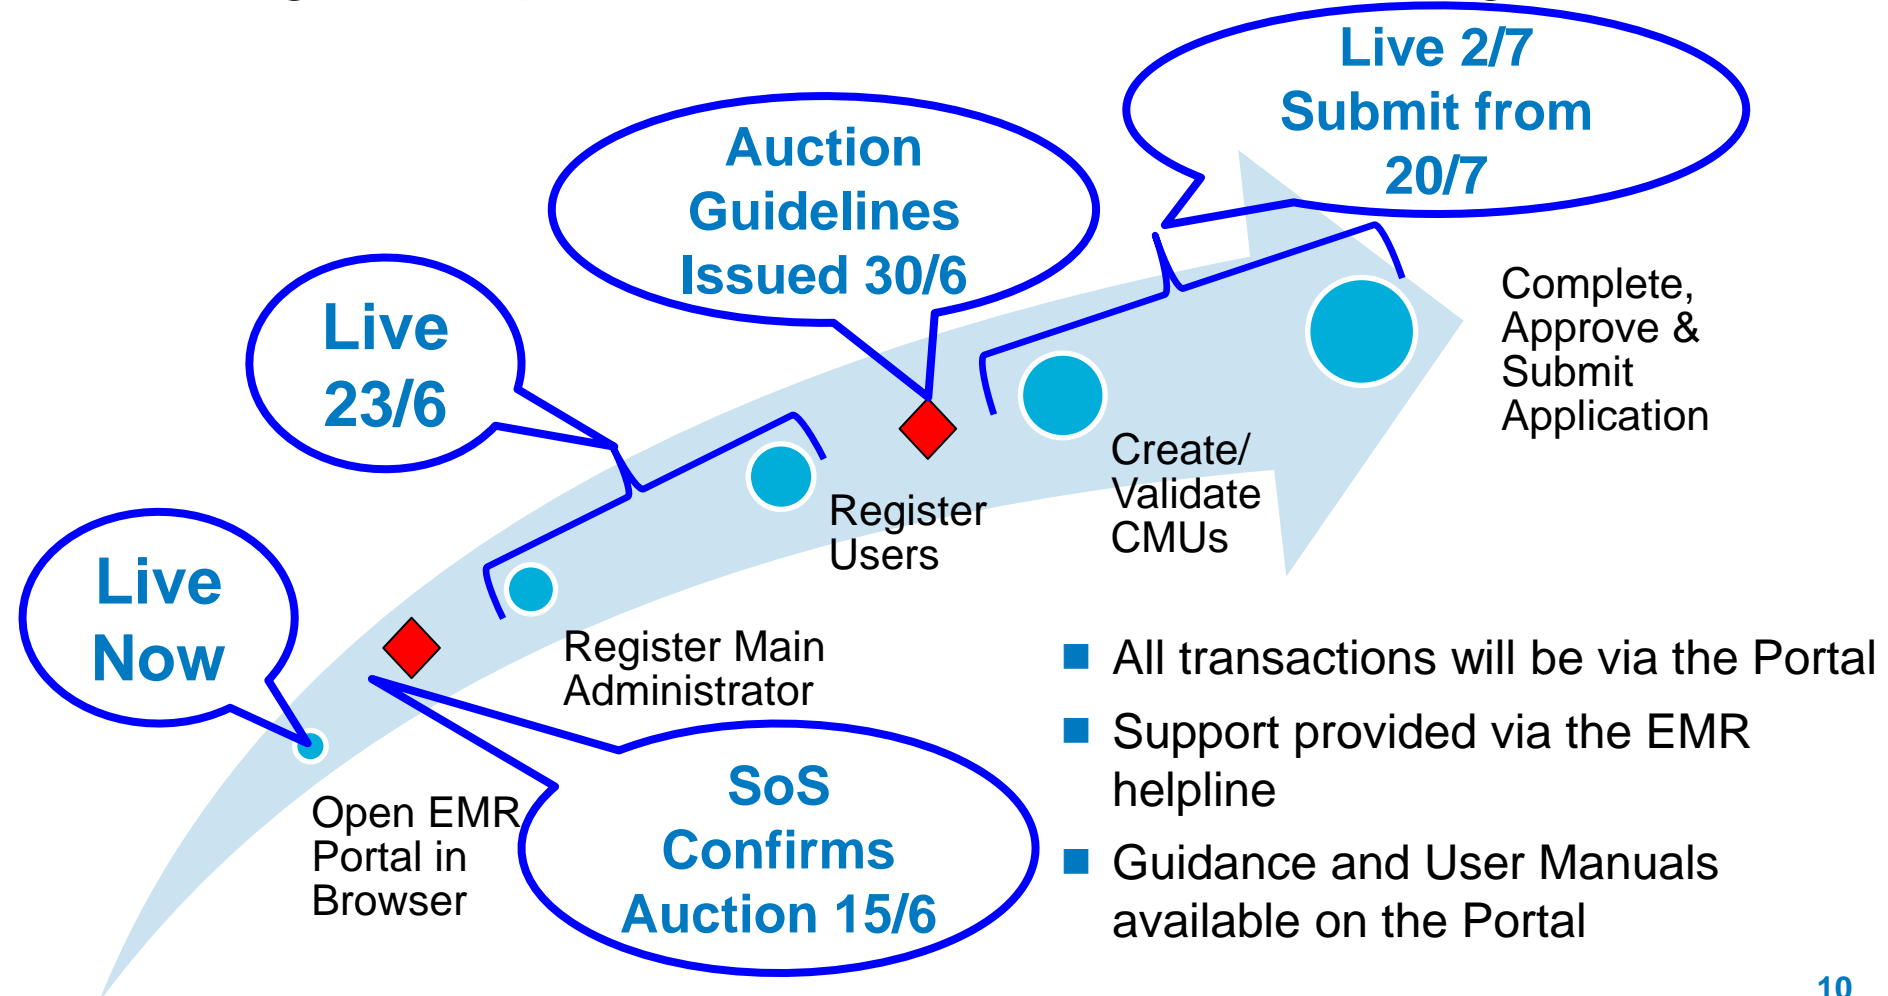 Live 2/7
Submit from
20/7
Auction
Guidelines
Issued 30/6
Live
23/6
Live
Now
SoS
Confirms
Auction 15/6
Open EMR
Portal in
Browser
Register Main
Administrator
Register
Users
Create/
Validate
CMUs
Complete,
Approve &
Submit
Application
All transactions will be via the Portal
Support provided via the EMR
helpline
Guidance and User Manuals
available on the Portal
10